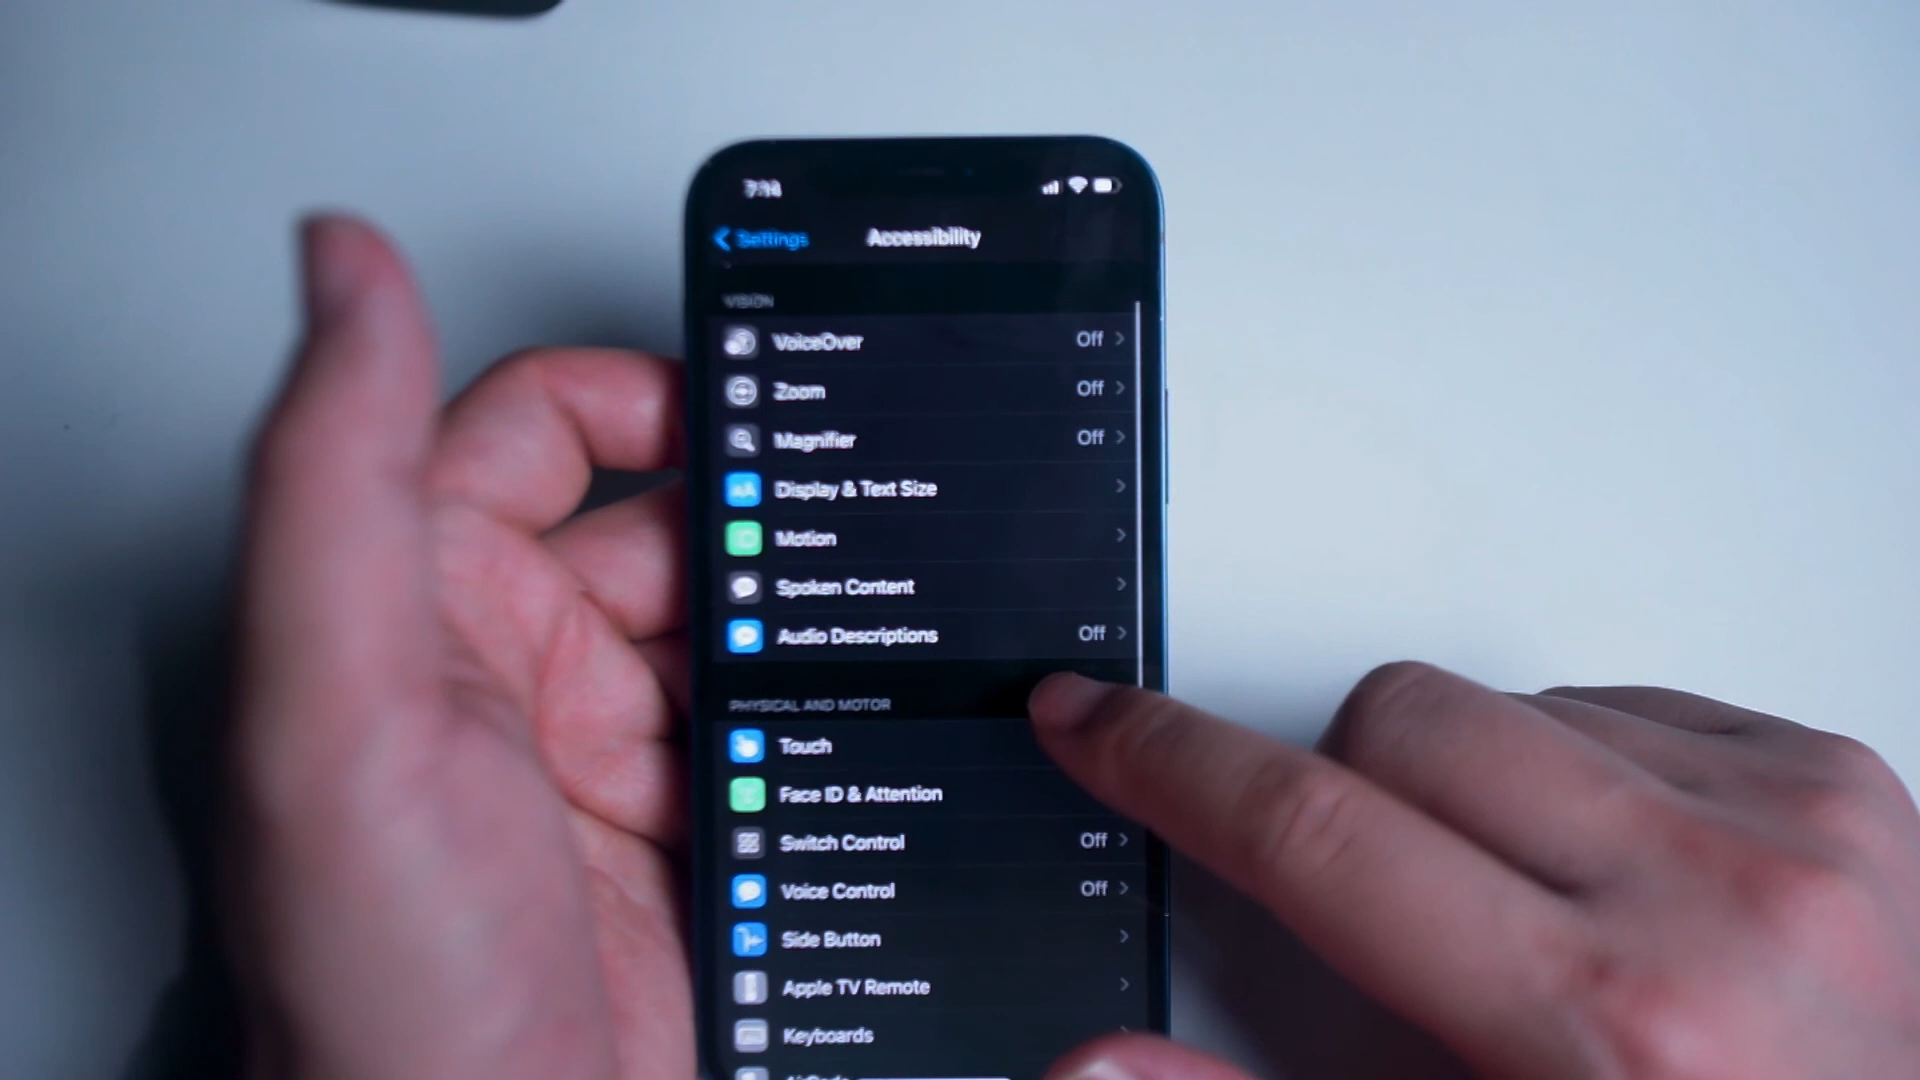 Settings
Accessibility
VISION
VoiceOver Off
Zoom Off
Magnifier Off
Display & Text Size
Motion
Spoken Content
Audio Descriptions Off
PHYSICAL AND MOTOR
Touch
Face ID & Attention
Switch Control Off
Voice Control Off
Side Button
Apple TV Remote
Keyboards